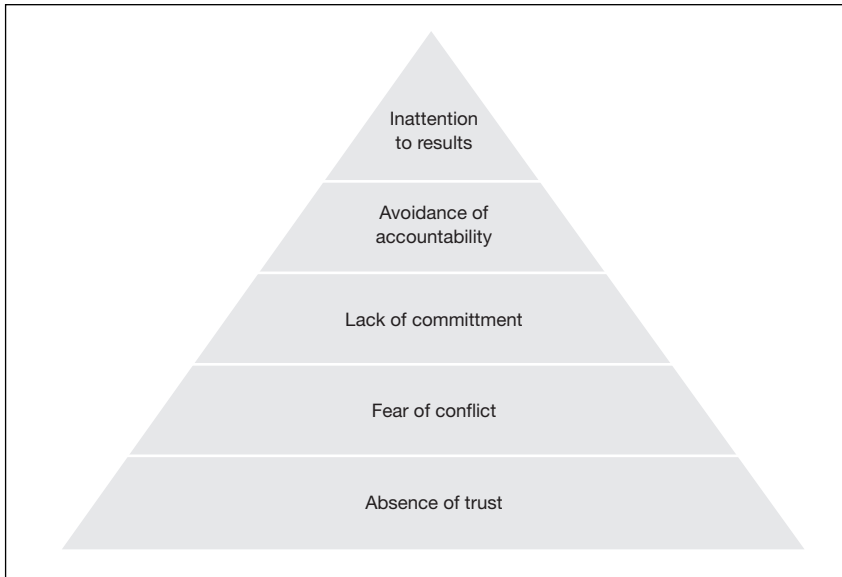 Inattention
to results
Avoidance of
accountability
Lack of committment
Fear of conflict
Absence of trust